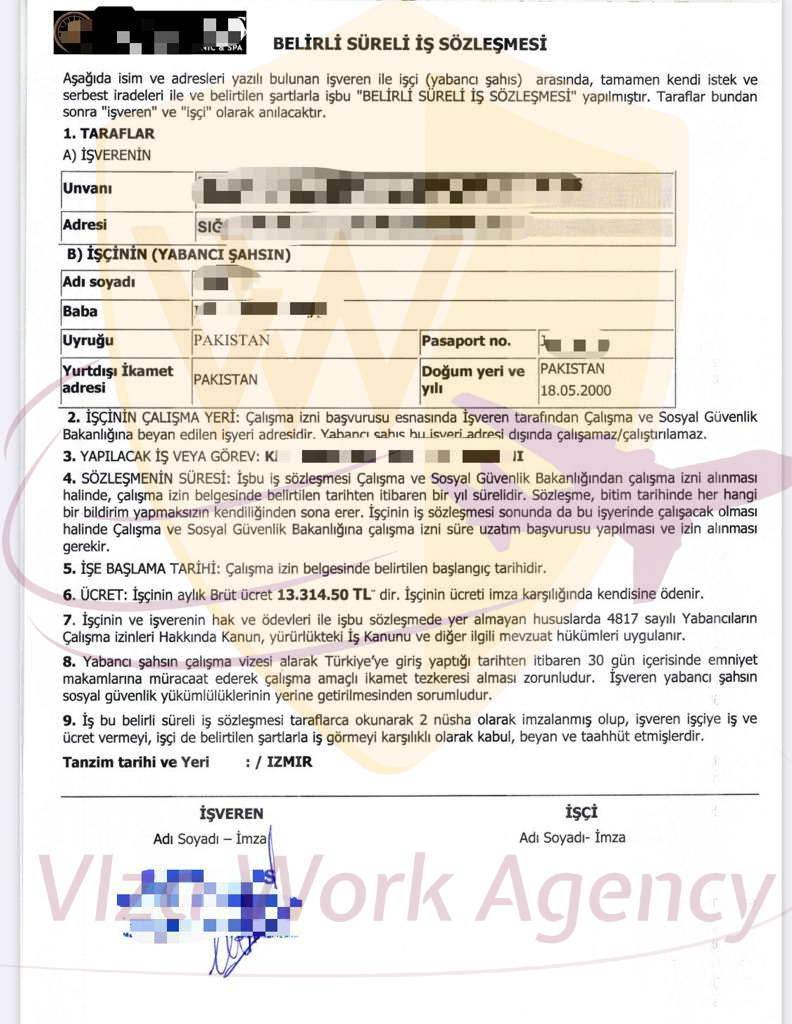 NIC & SPA
BELİRLİ SÜRELİ İŞ SÖZLEŞMESİ
Aşağıda isim ve adresleri yazılı bulunan işveren ile işçi (yabancı şahıs) arasında, tamamen kendi istek ve
serbest iradeleri ile ve belirtilen şartlarla işbu "BELİRLİ SÜRELİ İŞ SÖZLEŞMESİ" yapılmıştır. Taraflar bundan
sonra "işveren" ve "işçi" olarak anılacaktır.
1. TARAFLAR
A) İŞVERENİN
Unvanı
Adresi SIĞ
B) İŞÇİNİN (YABANCI ŞAHSIN)
Adı soyadı
Baba
Uyruğu PAKISTAN Pasaport no. J
Yurtdışı İkamet
adresi PAKISTAN Doğum yeri ve
yılı PAKISTAN
18.05.2000
2. İŞÇİNİN ÇALIŞMA YERİ: Çalışma izni başvurusu esnasında İşveren tarafından Çalışma ve Sosyal Güvenlik
Bakanlığına beyan edilen işyeri adresidir. Yabancı şahıs bu işyeri adresi dışında çalışamaz/çalıştırılamaz.
3. YAPILACAK İŞ VEYA GÖREV:
4. SÖZLEŞMENİN SÜRESİ: İşbu iş sözleşmesi Çalışma ve Sosyal Güvenlik Bakanlığından çalışma izni alınması
halinde, çalışma izin belgesinde belirtilen tarihten itibaren bir yıl sürelidir. Sözleşme, bitim tarihinde her hangi
bir bildirim yapmaksızın kendiliğinden sona erer. İşçinin iş sözleşmesi sonunda da bu işyerinde çalışacak olması
halinde Çalışma ve Sosyal Güvenlik Bakanlığına çalışma izni süre uzatım başvurusu yapılması ve izin alınması
gerekir.
5. İŞE BAŞLAMA TARİHİ: Çalışma izin belgesinde belirtilen başlangıç tarihidir.
6. ÜCRET: İşçinin aylık Brüt ücret 13.314.50 TL¨ dir. İşçinin ücreti imza karşılığında kendisine ödenir.
7. İşçinin ve işverenin hak ve ödevleri ile işbu sözleşmede yer almayan hususlarda 4817 sayılı Yabancıların
Çalışma izinleri Hakkında Kanun, yürürlükteki İş Kanunu ve diğer ilgili mevzuat hükümleri uygulanır.
8. Yabancı şahsın çalışma vizesi alarak Türkiye'ye giriş yaptığı tarihten itibaren 30 gün içerisinde emniyet
makamlarına müracaat ederek çalışma amaçlı ikamet tezkeresi alması zorunludur. İşveren yabancı şahsın
sosyal güvenlik yükümlülüklerinin yerine getirilmesinden sorumludur.
9. İş bu belirli süreli iş sözleşmesi taraflarca okunarak 2 nüsha olarak imzalanmış olup, işveren işçiye iş ve
ücret vermeyi, işçi de belirtilen şartlarla iş görmeyi karşılıklı olarak kabul, beyan ve taahhüt etmişlerdir.
Tanzim tarihi ve Yeri : / IZMIR
İŞVEREN İŞÇİ
Adı Soyadı – İmza Adı Soyadı- İmza
VIza Work Agency